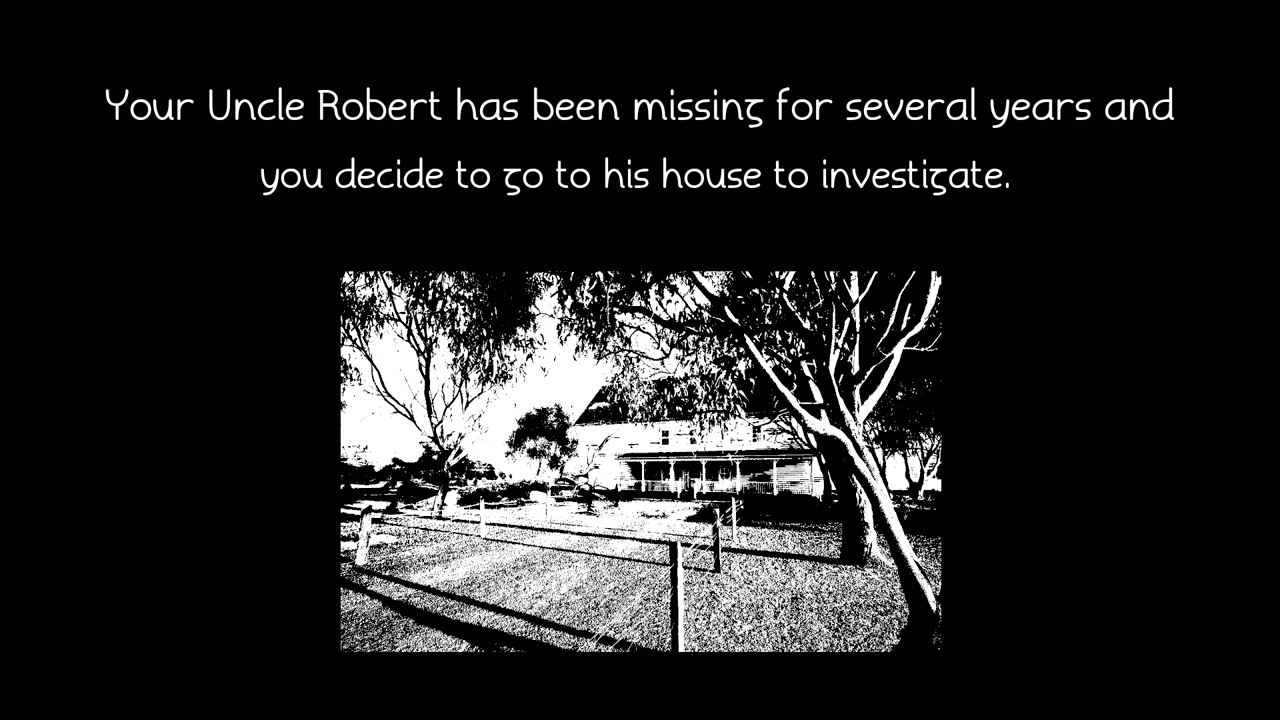 Your Uncle Robert has been missing for several years and
you decide to go to his house to investigate.